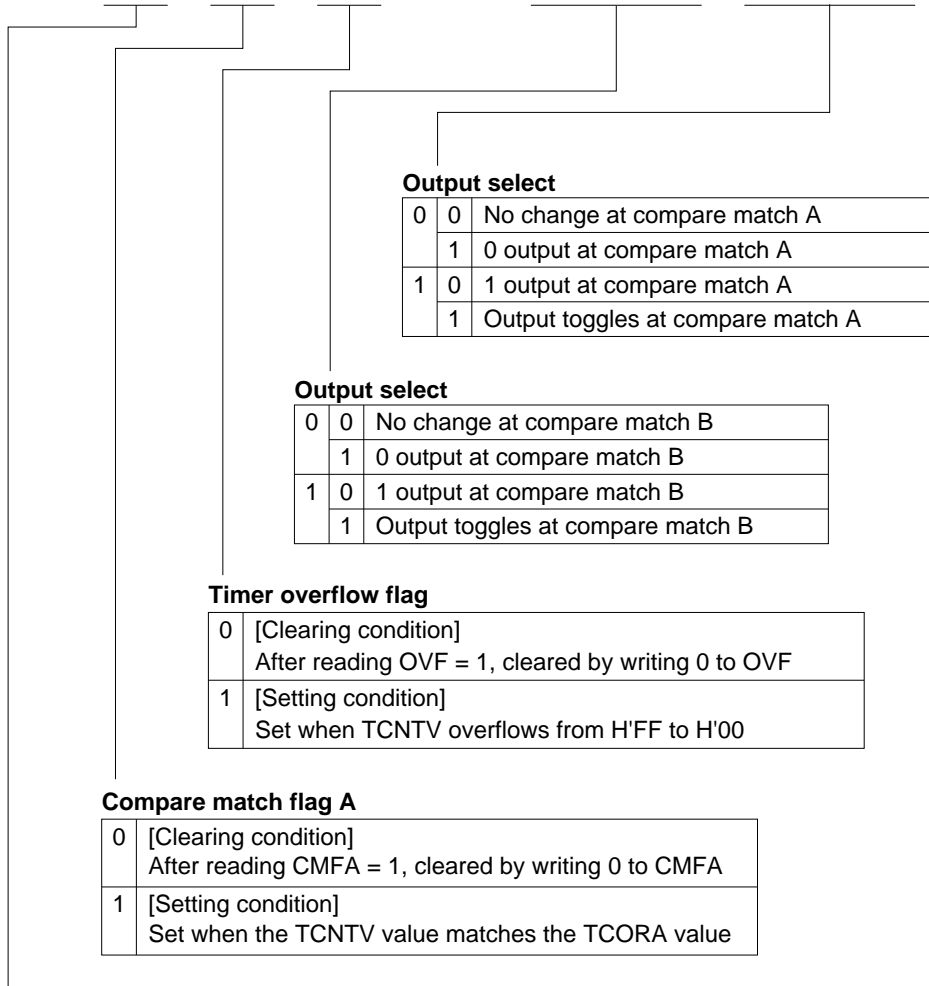 Output select
0 0 No change at compare match A
1 0 output at compare match A
1 0 1 output at compare match A
1 Output toggles at compare match A
Output select
0 0 No change at compare match B
1 0 output at compare match B
1 0 1 output at compare match B
1 Output toggles at compare match B
Timer overflow flag
0 [Clearing condition]
After reading OVF = 1, cleared by writing 0 to OVF
1 [Setting condition]
Set when TCNTV overflows from H'FF to H'00
Compare match flag A
0 [Clearing condition]
After reading CMFA = 1, cleared by writing 0 to CMFA
1 [Setting condition]
Set when the TCNTV value matches the TCORA value